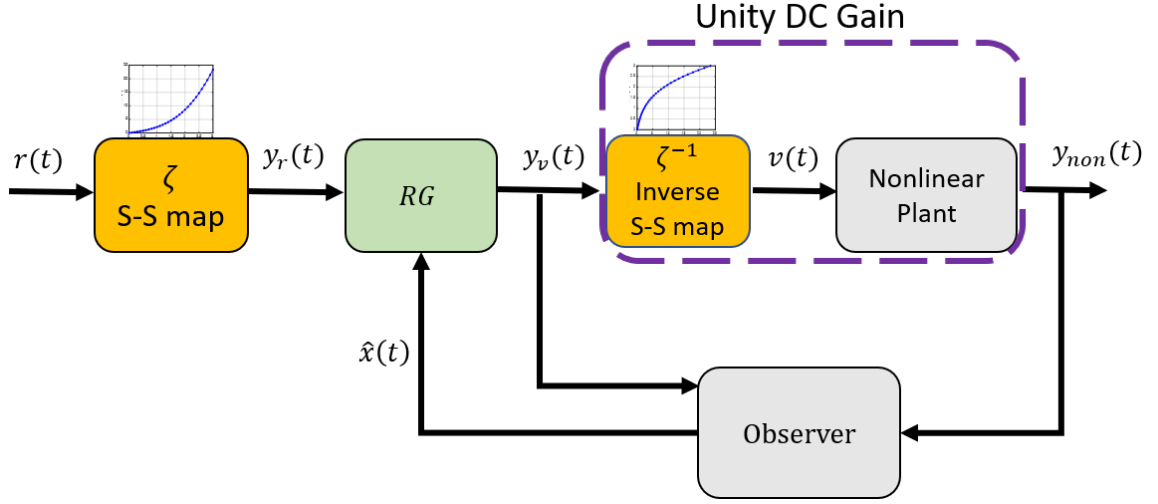 Unity DC Gain
r(t)
ζ
S-S map
y_r(t)
RG
y_v(t)
ζ⁻¹
Inverse
S-S map
v(t)
Nonlinear
Plant
y_non(t)
x̂(t)
Observer